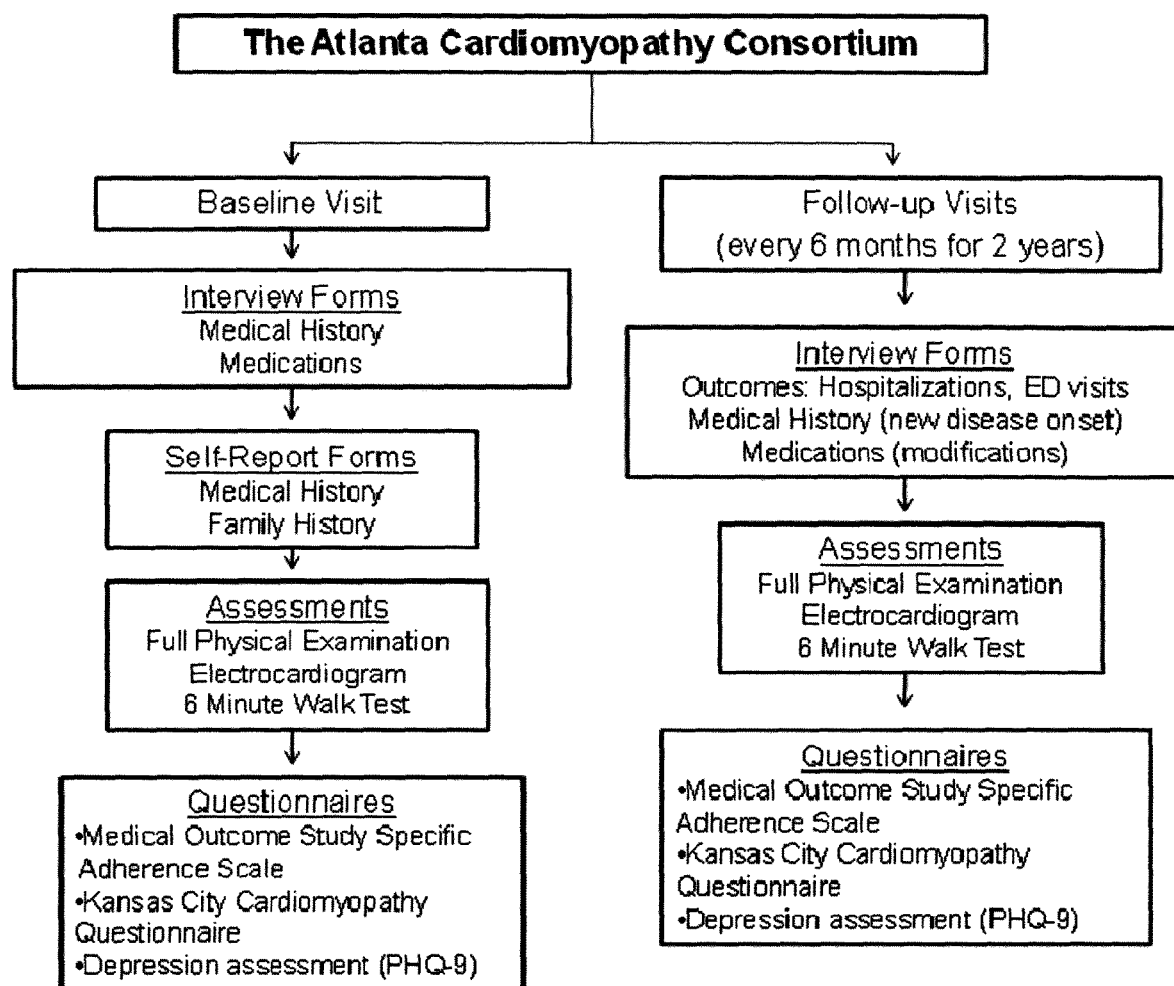 The Atlanta Cardiomyopathy Consortium
Baseline Visit
Interview Forms
Medical History
Medications
Self-Report Forms
Medical History
Family History
Assessments
Full Physical Examination
Electrocardiogram
6 Minute Walk Test
Questionnaires
•Medical Outcome Study Specific
Adherence Scale
•Kansas City Cardiomyopathy
Questionnaire
•Depression assessment (PHQ-9)
Follow-up Visits
(every 6 months for 2 years)
Interview Forms
Outcomes: Hospitalizations, ED visits
Medical History (new disease onset)
Medications (modifications)
Assessments
Full Physical Examination
Electrocardiogram
6 Minute Walk Test
Questionnaires
•Medical Outcome Study Specific
Adherence Scale
•Kansas City Cardiomyopathy
Questionnaire
•Depression assessment (PHQ-9)